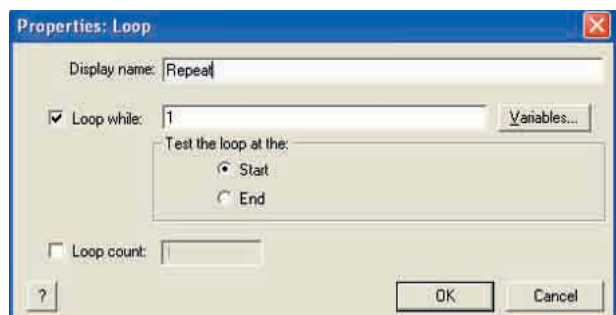 Properties: Loop
Display name: Repeat
Loop while: 1 Variables...
Test the loop at the:
Start
End
Loop count: 1
? OK Cancel